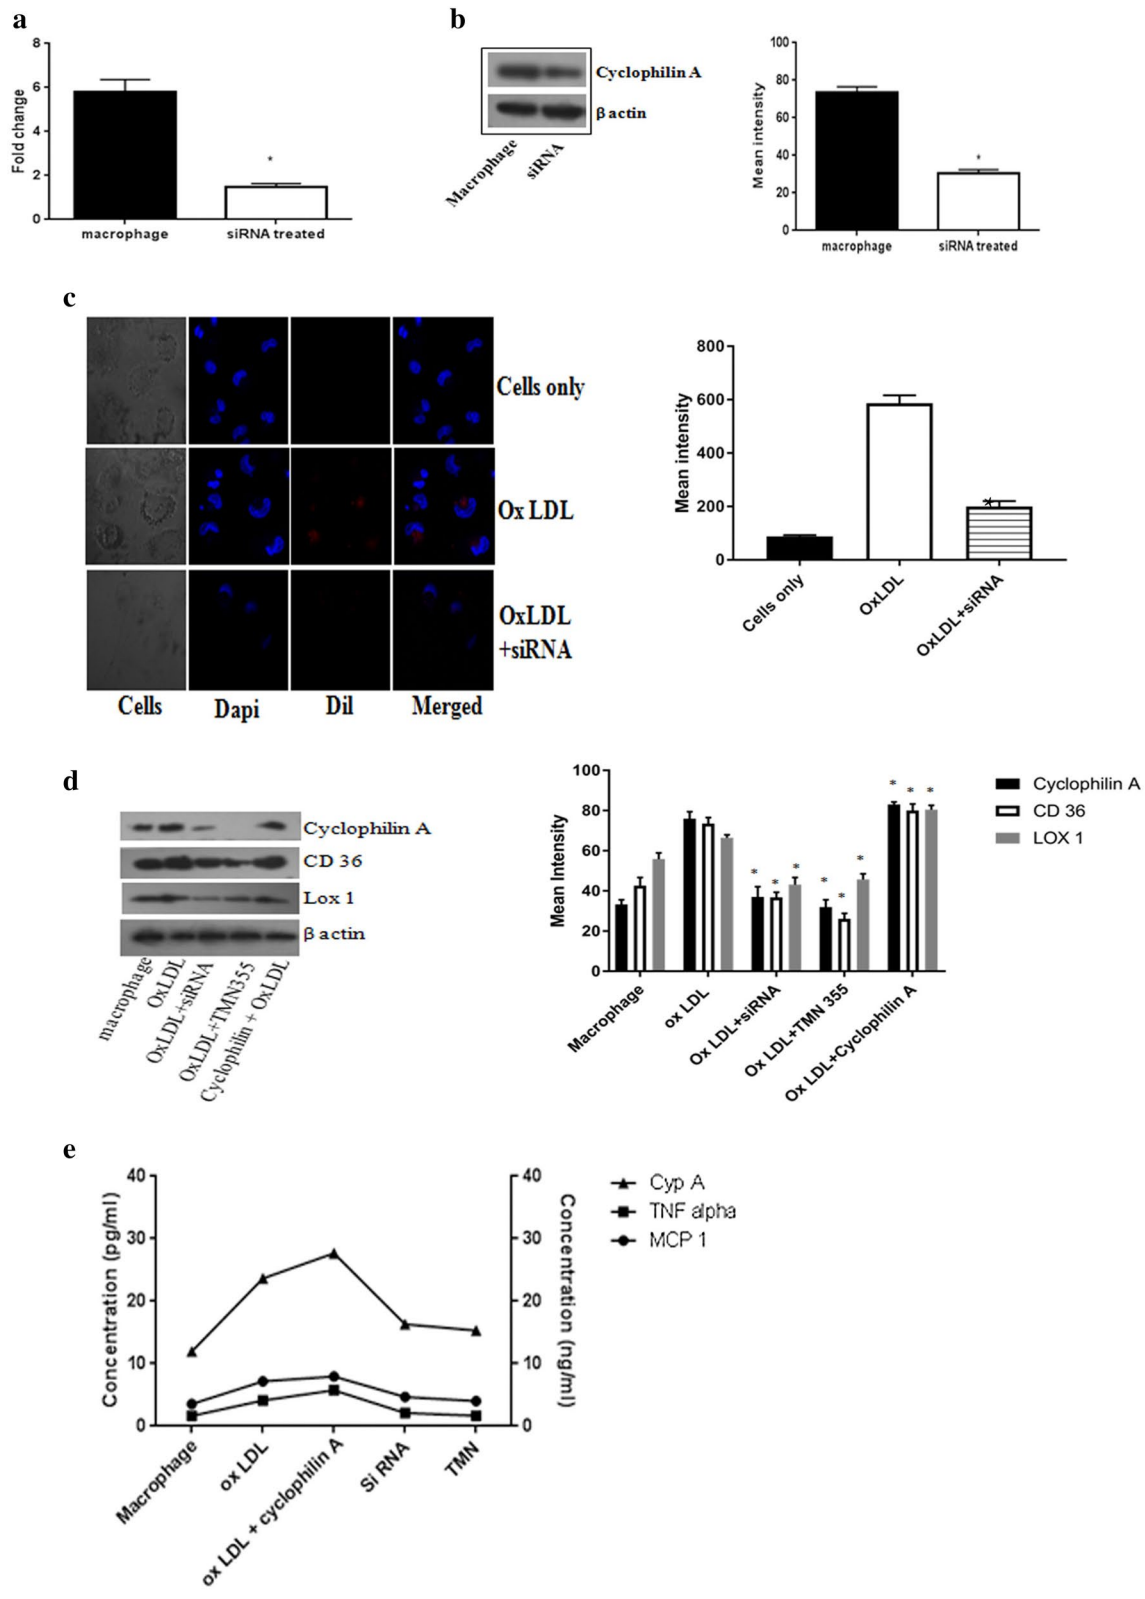 a
8
6
4
2
0
Fold change
*
macrophage
siRNA treated
b
Cyclophilin A
β actin
Macrophage
siRNA
100
80
60
40
20
0
Mean intensity
*
macrophage
siRNA treated
c
Cells only
Ox LDL
OxLDL
+siRNA
Cells
Dapi
Dil
Merged
800
600
400
200
0
Mean intensity
*
Cells only
OxLDL
OxLDL+siRNA
d
Cyclophilin A
CD 36
Lox 1
β actin
macrophage
OxLDL
OxLDL+siRNA
OxLDL+TMN355
Cyclophilin + OxLDL
100
80
60
40
20
0
Mean Intensity
* * *
* * *
* * *
Macrophage
ox LDL
Ox LDL+siRNA
Ox LDL+TMN 355
Ox LDL+Cyclophilin A
Cyclophilin A
CD 36
LOX 1
e
40
30
20
10
0
Concentration (pg/ml)
40
30
20
10
0
Concentration (ng/ml)
Macrophage
ox LDL
ox LDL + cyclophilin A
Si RNA
TMN
Cyp A
TNF alpha
MCP 1